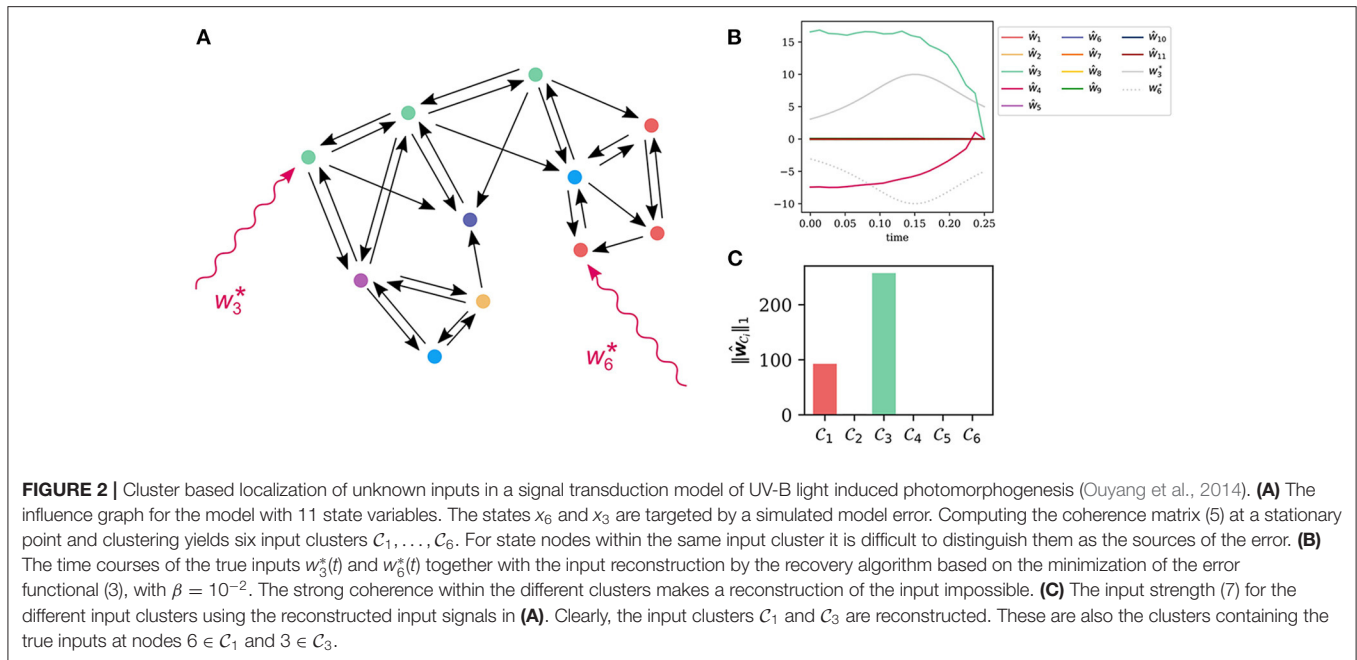 A
w₃*
w₆*
B
15
10
5
0
−5
−10
0.00 0.05 0.10 0.15 0.20 0.25
time
ŵ₁ ŵ₆ ŵ₁₀
ŵ₂ ŵ₇ ŵ₁₁
ŵ₃ ŵ₈ w₃*
ŵ₄ ŵ₉ w₆*
ŵ₅
C
‖ŵ_𝒞ᵢ‖₁
200
100
0
𝒞₁ 𝒞₂ 𝒞₃ 𝒞₄ 𝒞₅ 𝒞₆
FIGURE 2 | Cluster based localization of unknown inputs in a signal transduction model of UV-B light induced photomorphogenesis (Ouyang et al., 2014). (A) The
influence graph for the model with 11 state variables. The states x₆ and x₃ are targeted by a simulated model error. Computing the coherence matrix (5) at a stationary
point and clustering yields six input clusters 𝒞₁, . . . , 𝒞₆. For state nodes within the same input cluster it is difficult to distinguish them as the sources of the error. (B)
The time courses of the true inputs w₃*(t) and w₆*(t) together with the input reconstruction by the recovery algorithm based on the minimization of the error
functional (3), with β = 10⁻². The strong coherence within the different clusters makes a reconstruction of the input impossible. (C) The input strength (7) for the
different input clusters using the reconstructed input signals in (A). Clearly, the input clusters 𝒞₁ and 𝒞₃ are reconstructed. These are also the clusters containing the
true inputs at nodes 6 ∈ 𝒞₁ and 3 ∈ 𝒞₃.